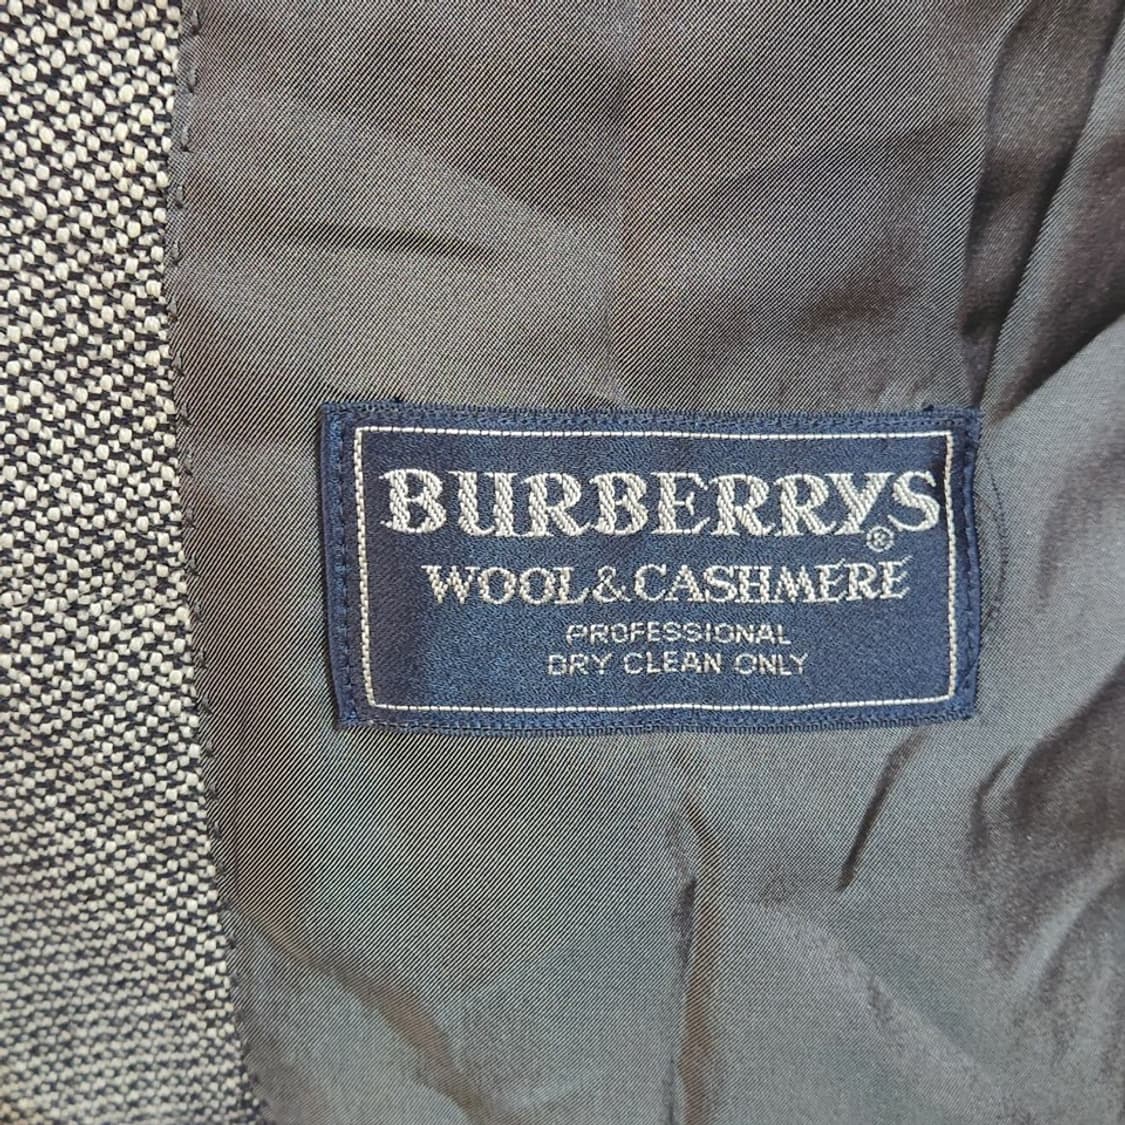 BURBERRYS®
WOOL & CASHMERE
PROFESSIONAL
DRY CLEAN ONLY